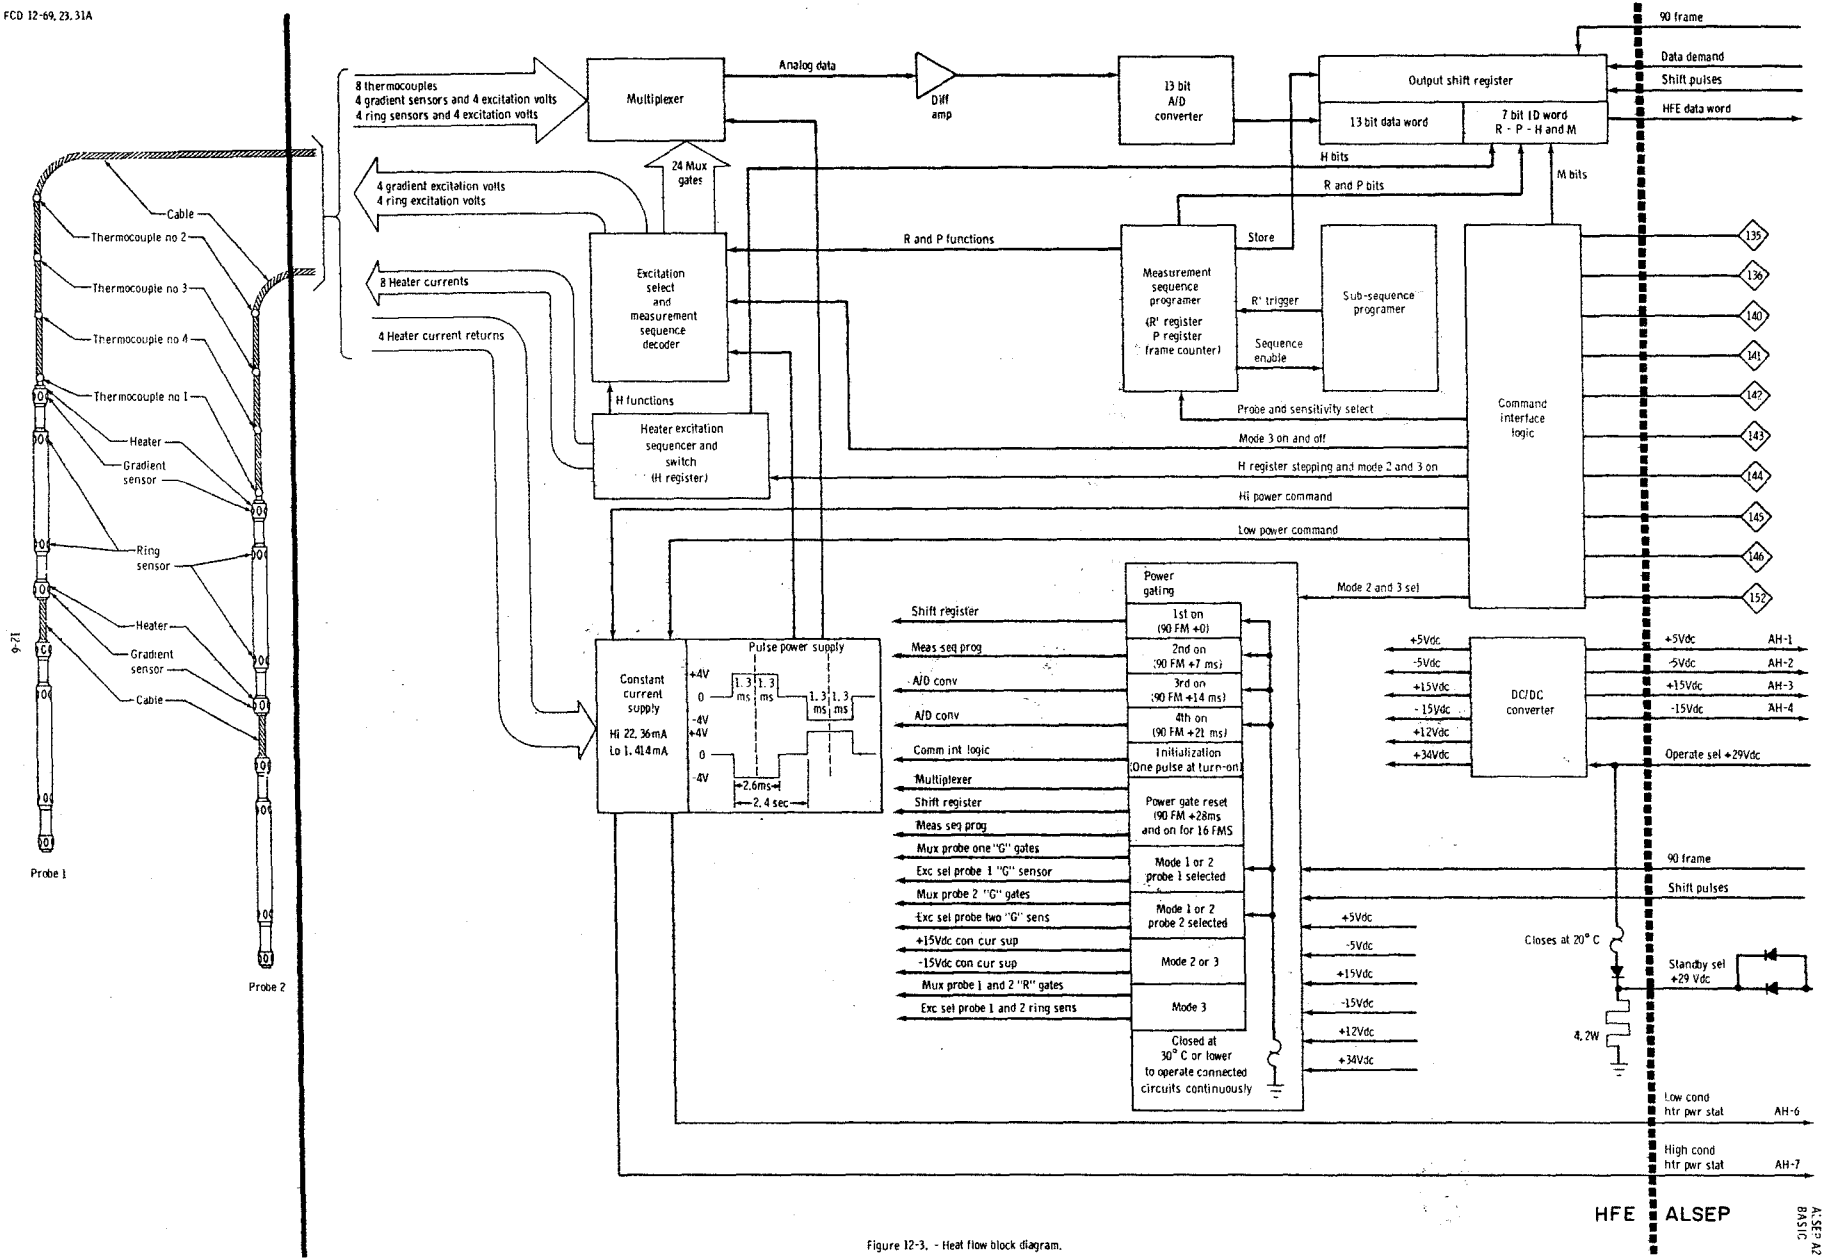 FCD 12-69, 23, 31A
90 frame
Data demand
Shift pulses
HFE data word
8 thermocouples
4 gradient sensors and 4 excitation volts
4 ring sensors and 4 excitation volts
Multiplexer
Analog data
Diff
amp
13 bit
A/D
converter
Output shift register
13 bit data word
7 bit ID word
R - P - H and M
24 Mux
gates
H bits
R and P bits
M bits
4 gradient excitation volts
4 ring excitation volts
8 Heater currents
4 Heater current returns
Excitation
select
and
measurement
sequence
decoder
R and P functions
Store
Measurement
sequence
programer
(R' register
P register
frame counter)
R' trigger
Sequence
enable
Sub-sequence
programer
Command
interface
logic
135
136
140
141
142
143
144
145
146
152
Cable
Thermocouple no 2
Thermocouple no 3
Thermocouple no 4
Thermocouple no 1
Heater
Gradient
sensor
Ring
sensor
Heater
Gradient
sensor
Cable
Probe 1
Probe 2
12-6
H functions
Heater excitation
sequencer and
switch
(H register)
Probe and sensitivity select
Mode 3 on and off
H register stepping and mode 2 and 3 on
Hi power command
Low power command
Mode 2 and 3 sel
Constant
current
supply
Hi 22.36mA
Lo 1.414mA
Pulse power supply
+4V
0
-4V
+4V
0
-4V
1.3
ms
1.3
ms
1.3
ms
1.3
ms
2.6ms
2.4 sec
Power
gating
Shift register
1st on
(90 FM +0)
Meas seq prog
2nd on
(90 FM +7 ms)
A/D conv
3rd on
(90 FM +14 ms)
A/D conv
4th on
(90 FM +21 ms)
Comm int logic
Initialization
(One pulse at turn-on)
Multiplexer
Shift register
Meas seq prog
Power gate reset
(90 FM +28ms
and on for 16 FMS
Mux probe one "G" gates
Exc sel probe 1 "G" sensor
Mode 1 or 2
probe 1 selected
Mux probe 2 "G" gates
Exc sel probe two "G" sens
Mode 1 or 2
probe 2 selected
+15Vdc con cur sup
-15Vdc con cur sup
Mode 2 or 3
Mux probe 1 and 2 "R" gates
Exc sel probe 1 and 2 ring sens
Mode 3
Closed at
30° C or lower
to operate connected
circuits continuously
+5Vdc
-5Vdc
+15Vdc
-15Vdc
+12Vdc
+34Vdc
DC/DC
converter
+5Vdc AH-1
-5Vdc AH-2
+15Vdc AH-3
-15Vdc AH-4
Operate sel +29Vdc
90 frame
Shift pulses
+5Vdc
-5Vdc
+15Vdc
-15Vdc
+12Vdc
+34Vdc
Closes at 20° C
Standby sel
+29 Vdc
4.2W
Low cond
htr pwr stat AH-6
High cond
htr pwr stat AH-7
HFE ALSEP
ALSEP A2
BASIC
Figure 12-3. - Heat flow block diagram.